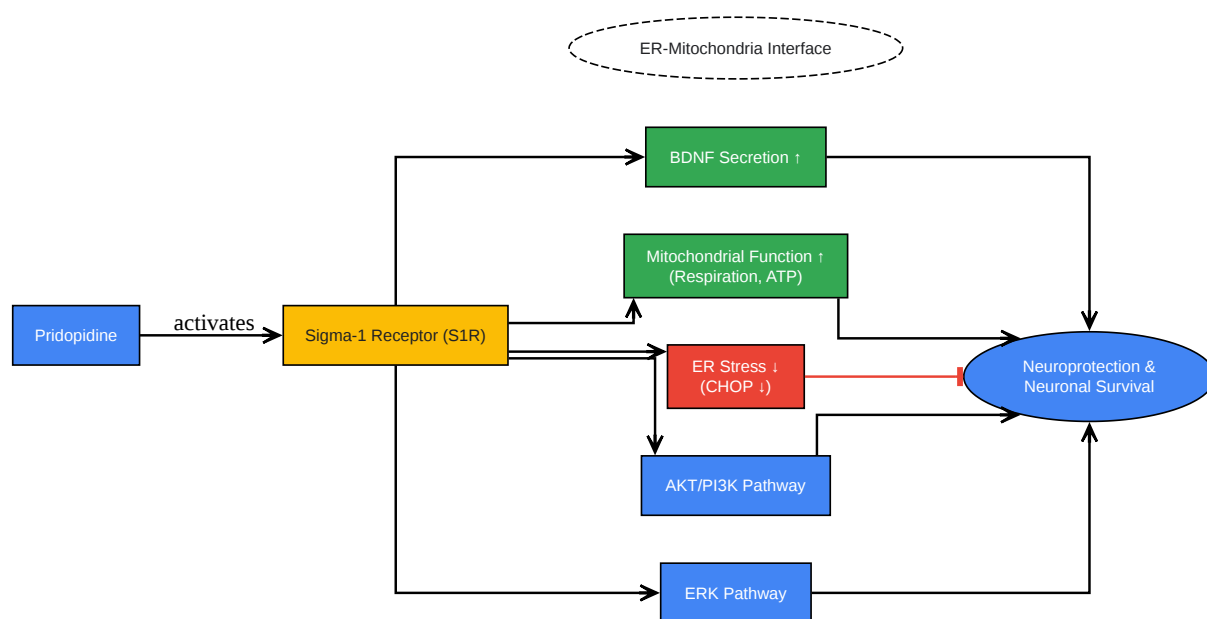 ER-Mitochondria Interface
BDNF Secretion ↑
Mitochondrial Function ↑
(Respiration, ATP)
Pridopidine
activates
Sigma-1 Receptor (S1R)
ER Stress ↓
(CHOP ↓)
Neuroprotection &
Neuronal Survival
AKT/PI3K Pathway
ERK Pathway